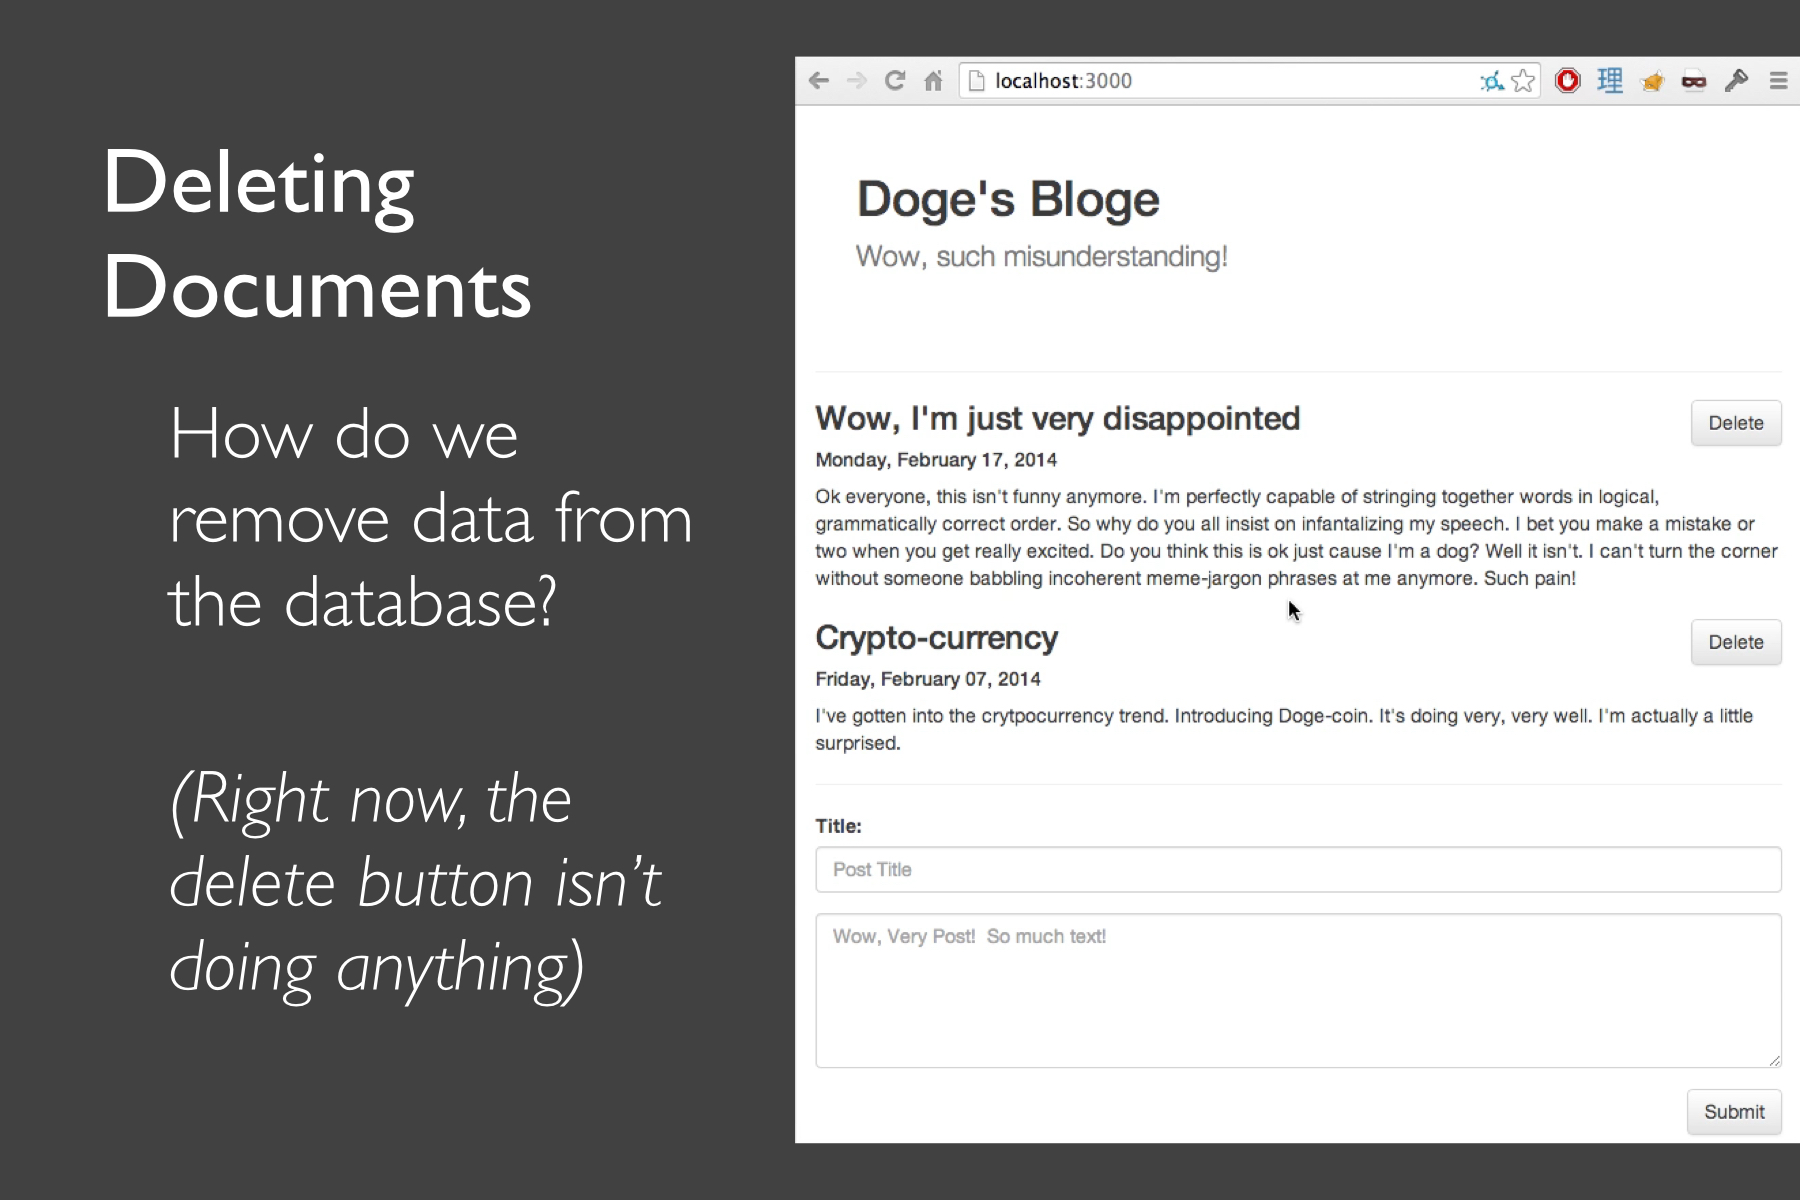 Deleting
Documents
How do we
remove data from
the database?
(Right now, the
delete button isn’t
doing anything)
localhost:3000
理
Doge's Bloge
Wow, such misunderstanding!
Wow, I'm just very disappointed
Delete
Monday, February 17, 2014
Ok everyone, this isn't funny anymore. I'm perfectly capable of stringing together words in logical,
grammatically correct order. So why do you all insist on infantalizing my speech. I bet you make a mistake or
two when you get really excited. Do you think this is ok just cause I'm a dog? Well it isn't. I can't turn the corner
without someone babbling incoherent meme-jargon phrases at me anymore. Such pain!
Crypto-currency
Delete
Friday, February 07, 2014
I've gotten into the crytpocurrency trend. Introducing Doge-coin. It's doing very, very well. I'm actually a little
surprised.
Title:
Post Title
Wow, Very Post!  So much text!
Submit